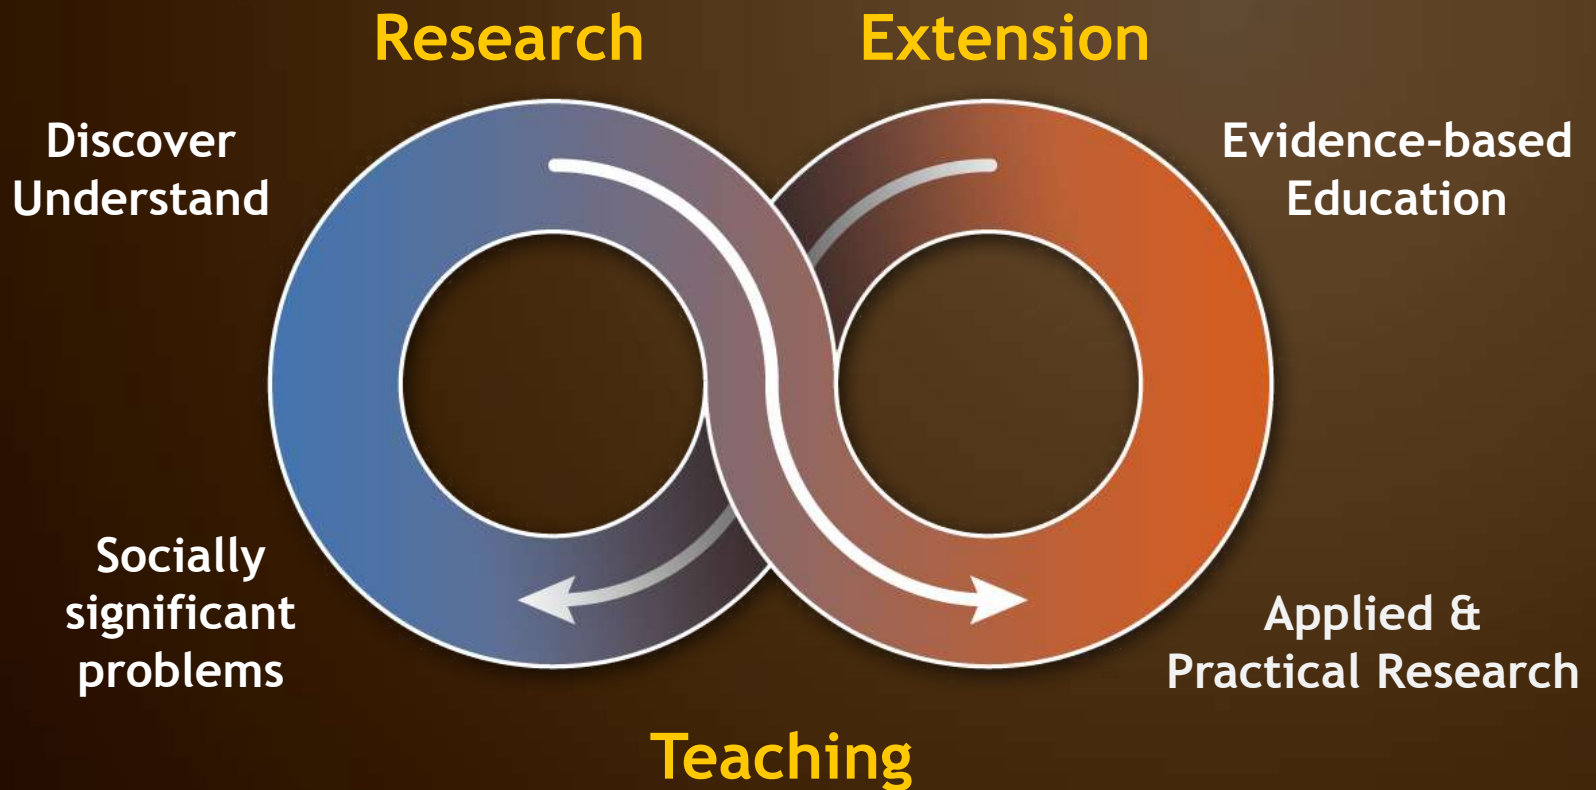 Research
Extension
Discover
Understand
Evidence-based
Education
Socially
significant
problems
Applied &
Practical Research
Teaching